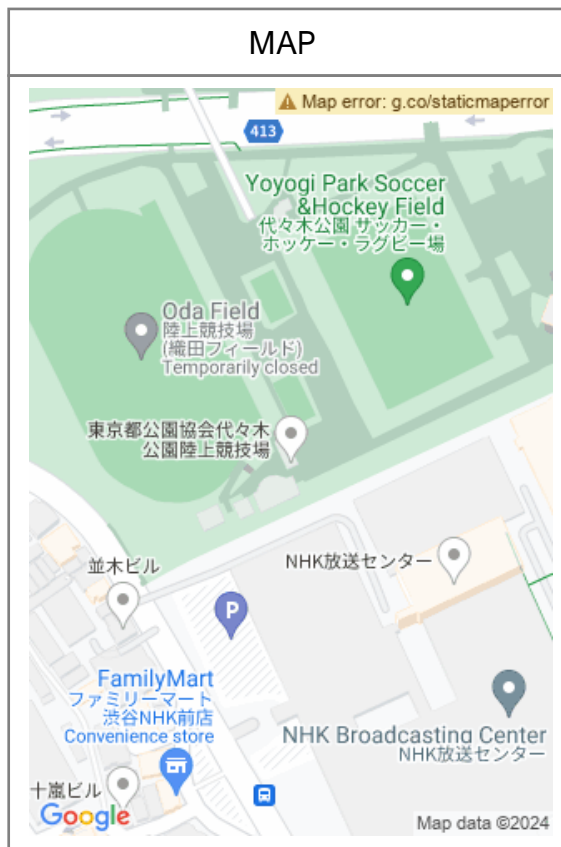 MAP
Map error: g.co/staticmaperror
413
Yoyogi Park Soccer
&Hockey Field
代々木公園 サッカー・
ホッケー・ラグビー場
Oda Field
陸上競技場
(織田フィールド)
Temporarily closed
東京都公園協会代々木
公園陸上競技場
並木ビル
NHK放送センター
P
FamilyMart
ファミリーマート
渋谷NHK前店
Convenience store
NHK Broadcasting Center
NHK放送センター
十嵐ビル
Google
Map data ©2024